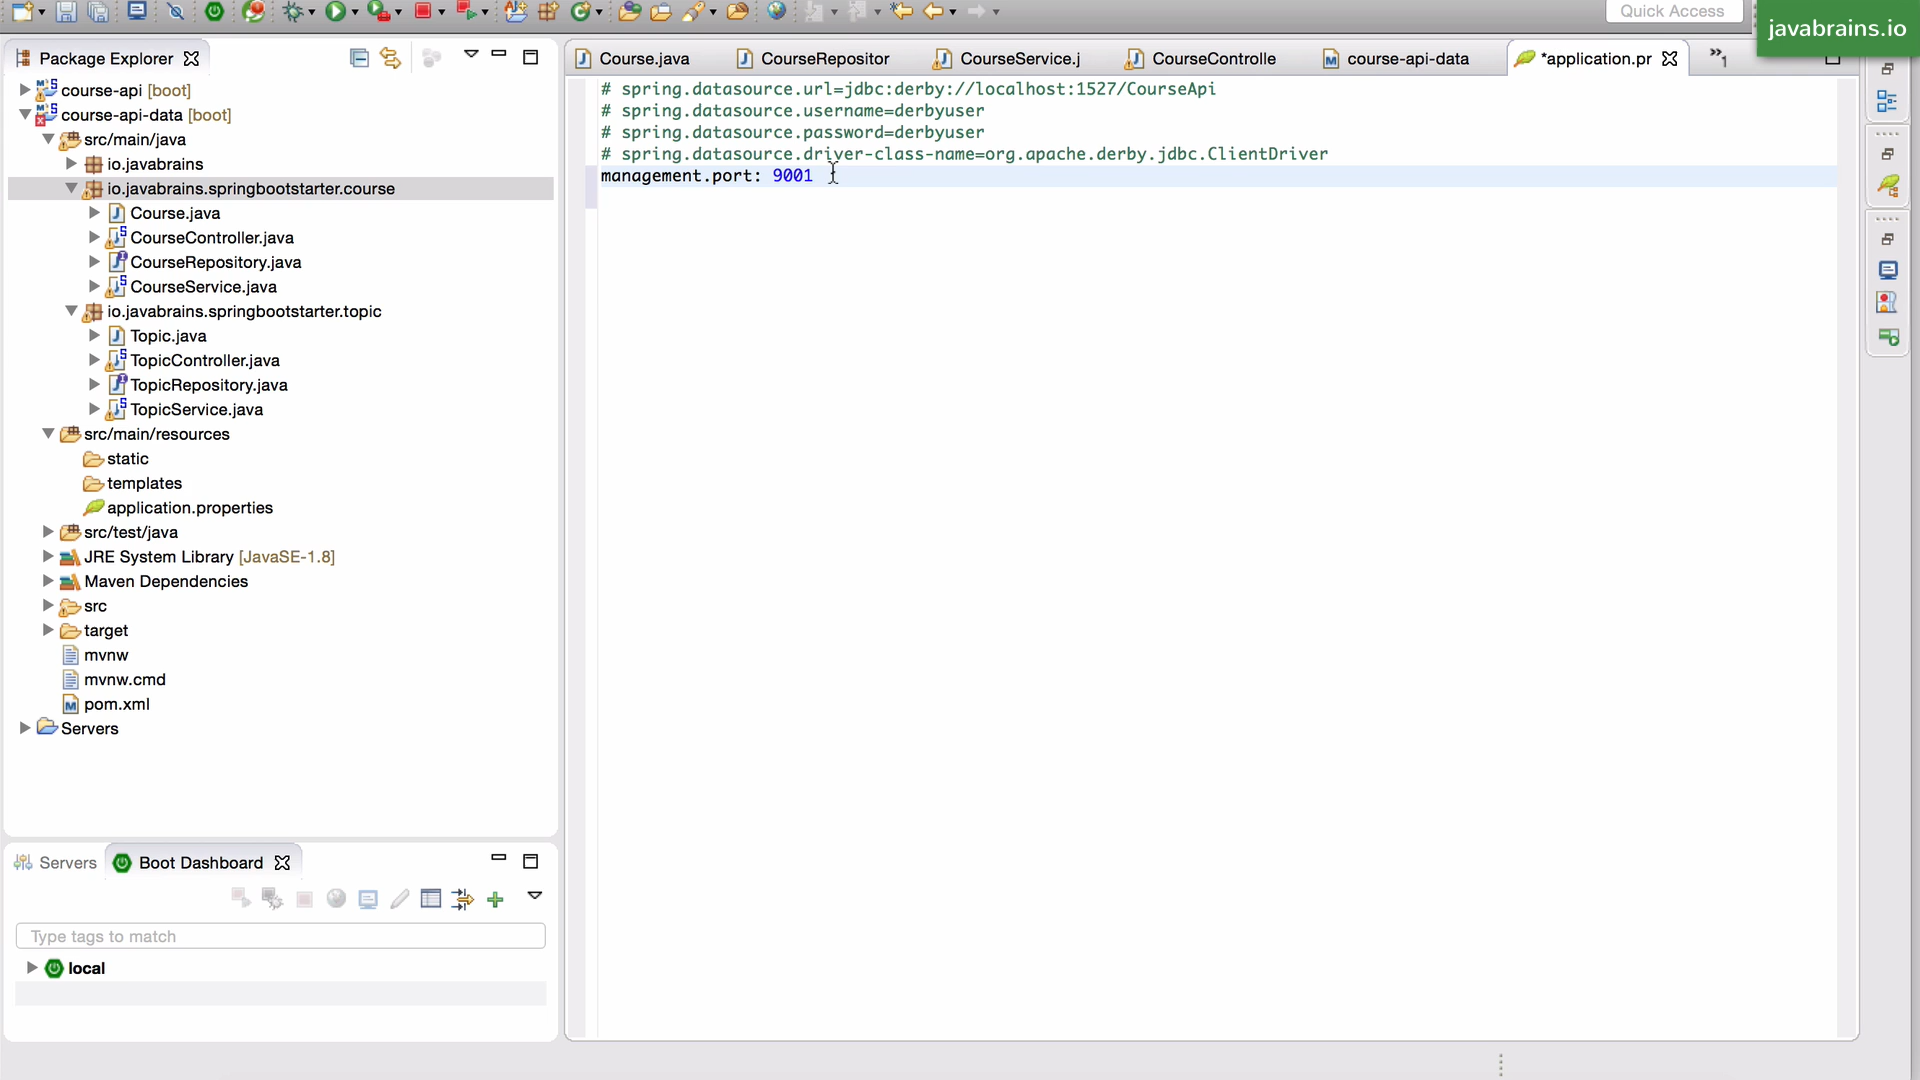 Quick Access
javabrains.io
Package Explorer
course-api [boot]
course-api-data [boot]
src/main/java
io.javabrains
io.javabrains.springbootstarter.course
Course.java
CourseController.java
CourseRepository.java
CourseService.java
io.javabrains.springbootstarter.topic
Topic.java
TopicController.java
TopicRepository.java
TopicService.java
src/main/resources
static
templates
application.properties
src/test/java
JRE System Library [JavaSE-1.8]
Maven Dependencies
src
target
mvnw
mvnw.cmd
pom.xml
Servers
Servers
Boot Dashboard
Type tags to match
local
Course.java
CourseRepositor
CourseService.j
CourseControlle
course-api-data
*application.pr
»1
# spring.datasource.url=jdbc:derby://localhost:1527/CourseApi
# spring.datasource.username=derbyuser
# spring.datasource.password=derbyuser
# spring.datasource.driver-class-name=org.apache.derby.jdbc.ClientDriver
management.port: 9001